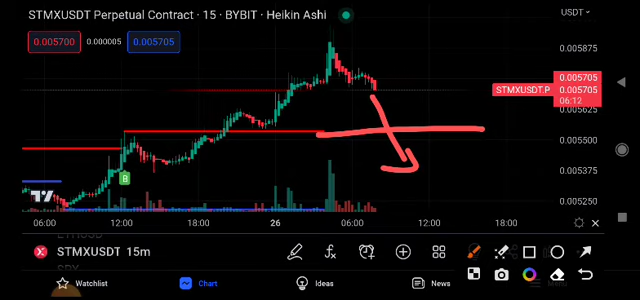 STMXUSDT Perpetual Contract · 15 · BYBIT · Heikin Ashi
USDT
0.005700
0.000005
0.005705
0.005875
0.005705
STMXUSDT.P 0.005705
06:12
0.005625
0.005500
0.005375
0.005250
B
06:00 12:00 18:00 26 06:00 12:00 18:00
STMXUSDT 15m
Watchlist Chart Ideas News Menu